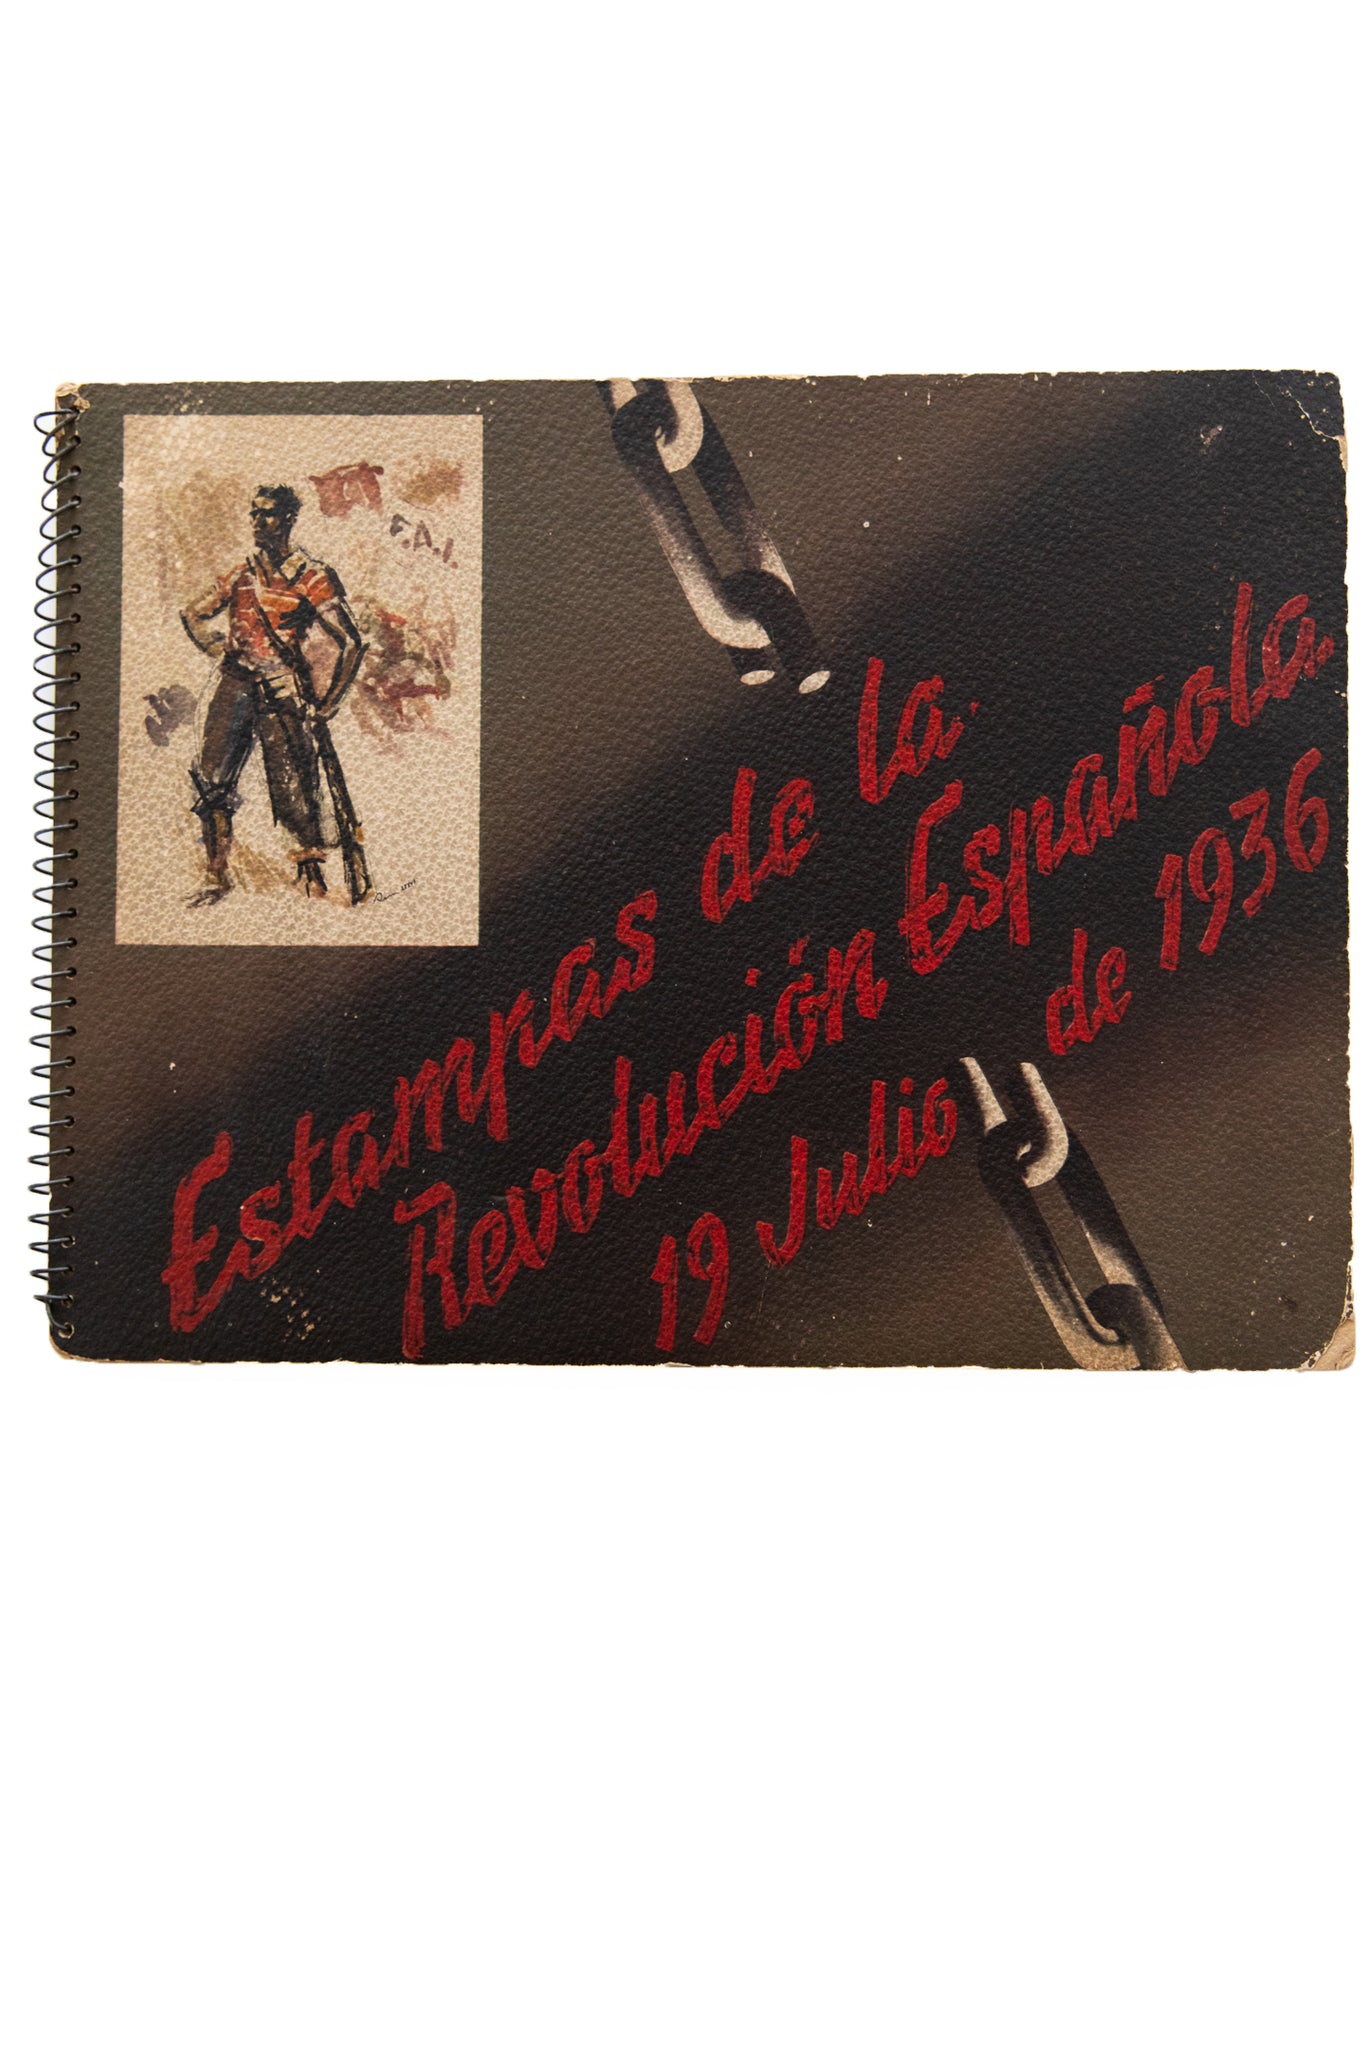 F.A.I.
Estampas de la
Revolución Española
19 Julio de 1936